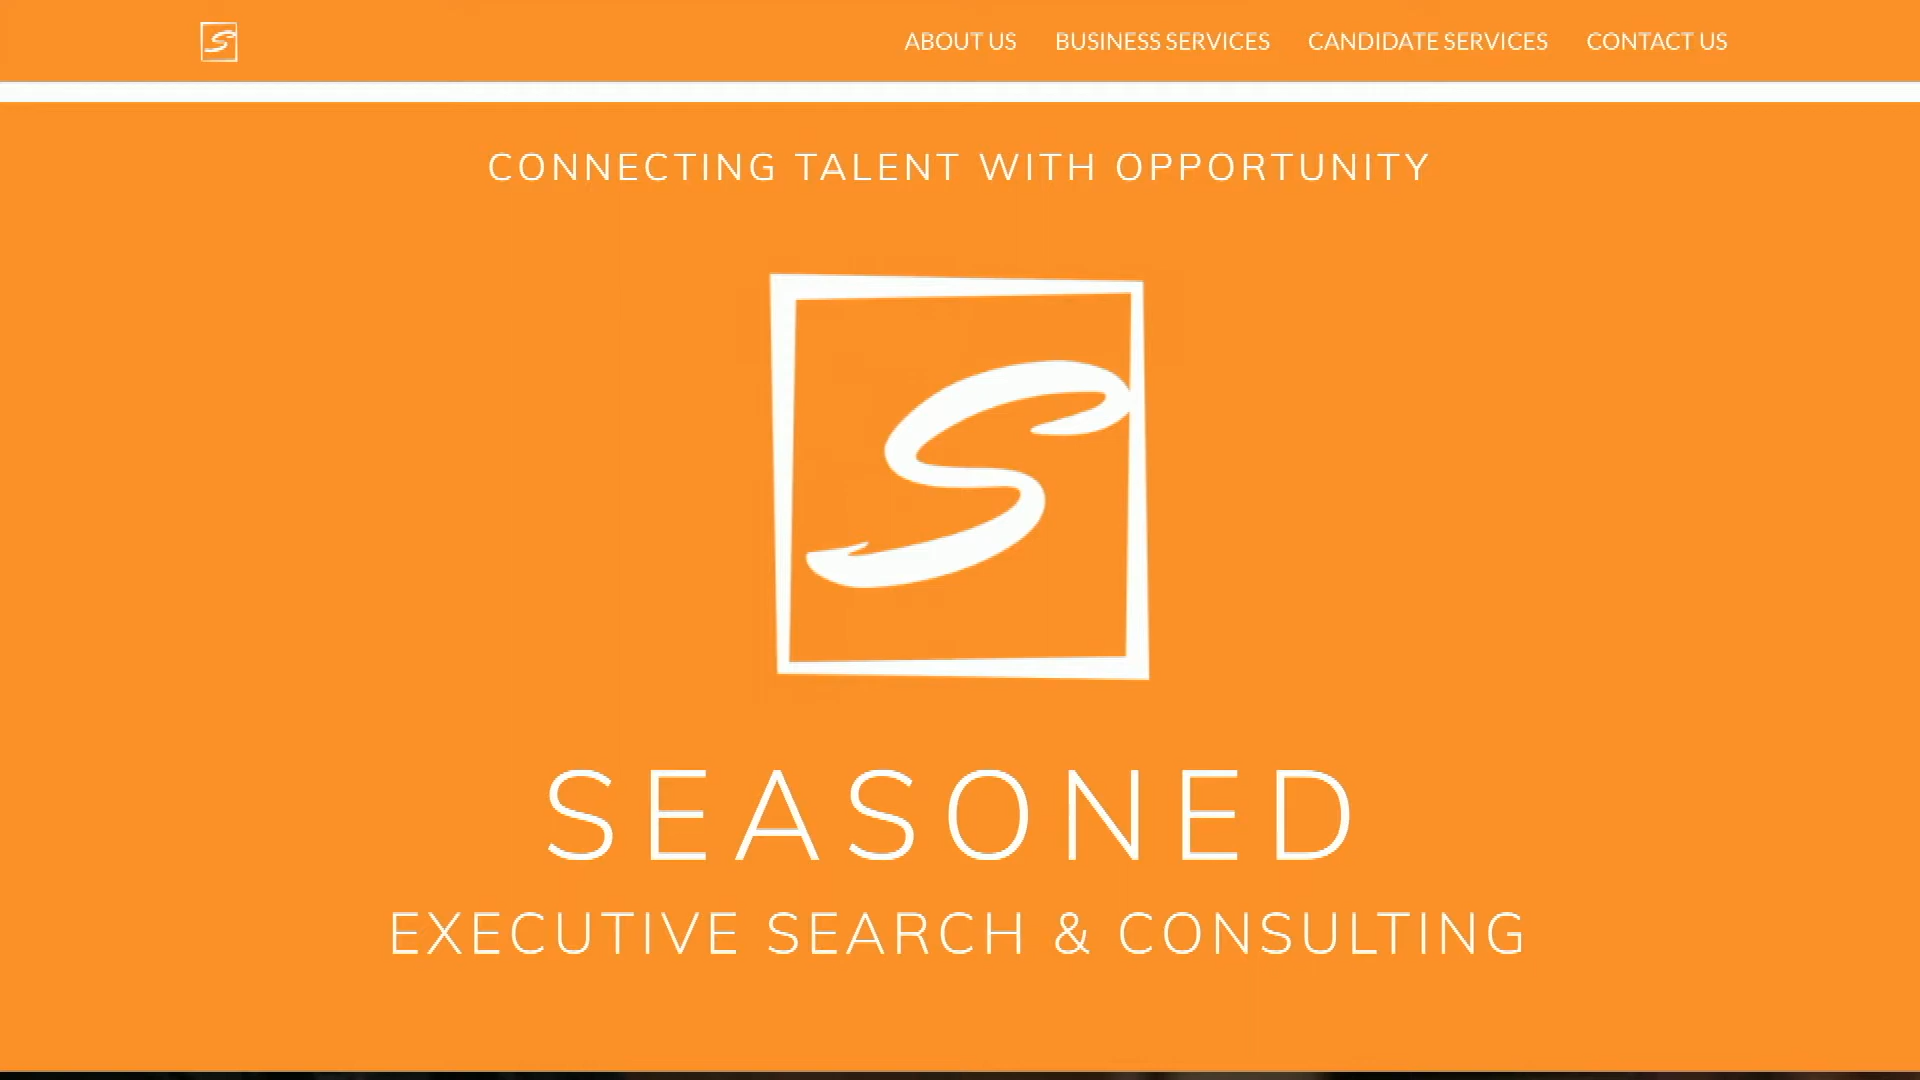 S
ABOUT US BUSINESS SERVICES CANDIDATE SERVICES CONTACT US
CONNECTING TALENT WITH OPPORTUNITY
S
SEASONED
EXECUTIVE SEARCH & CONSULTING